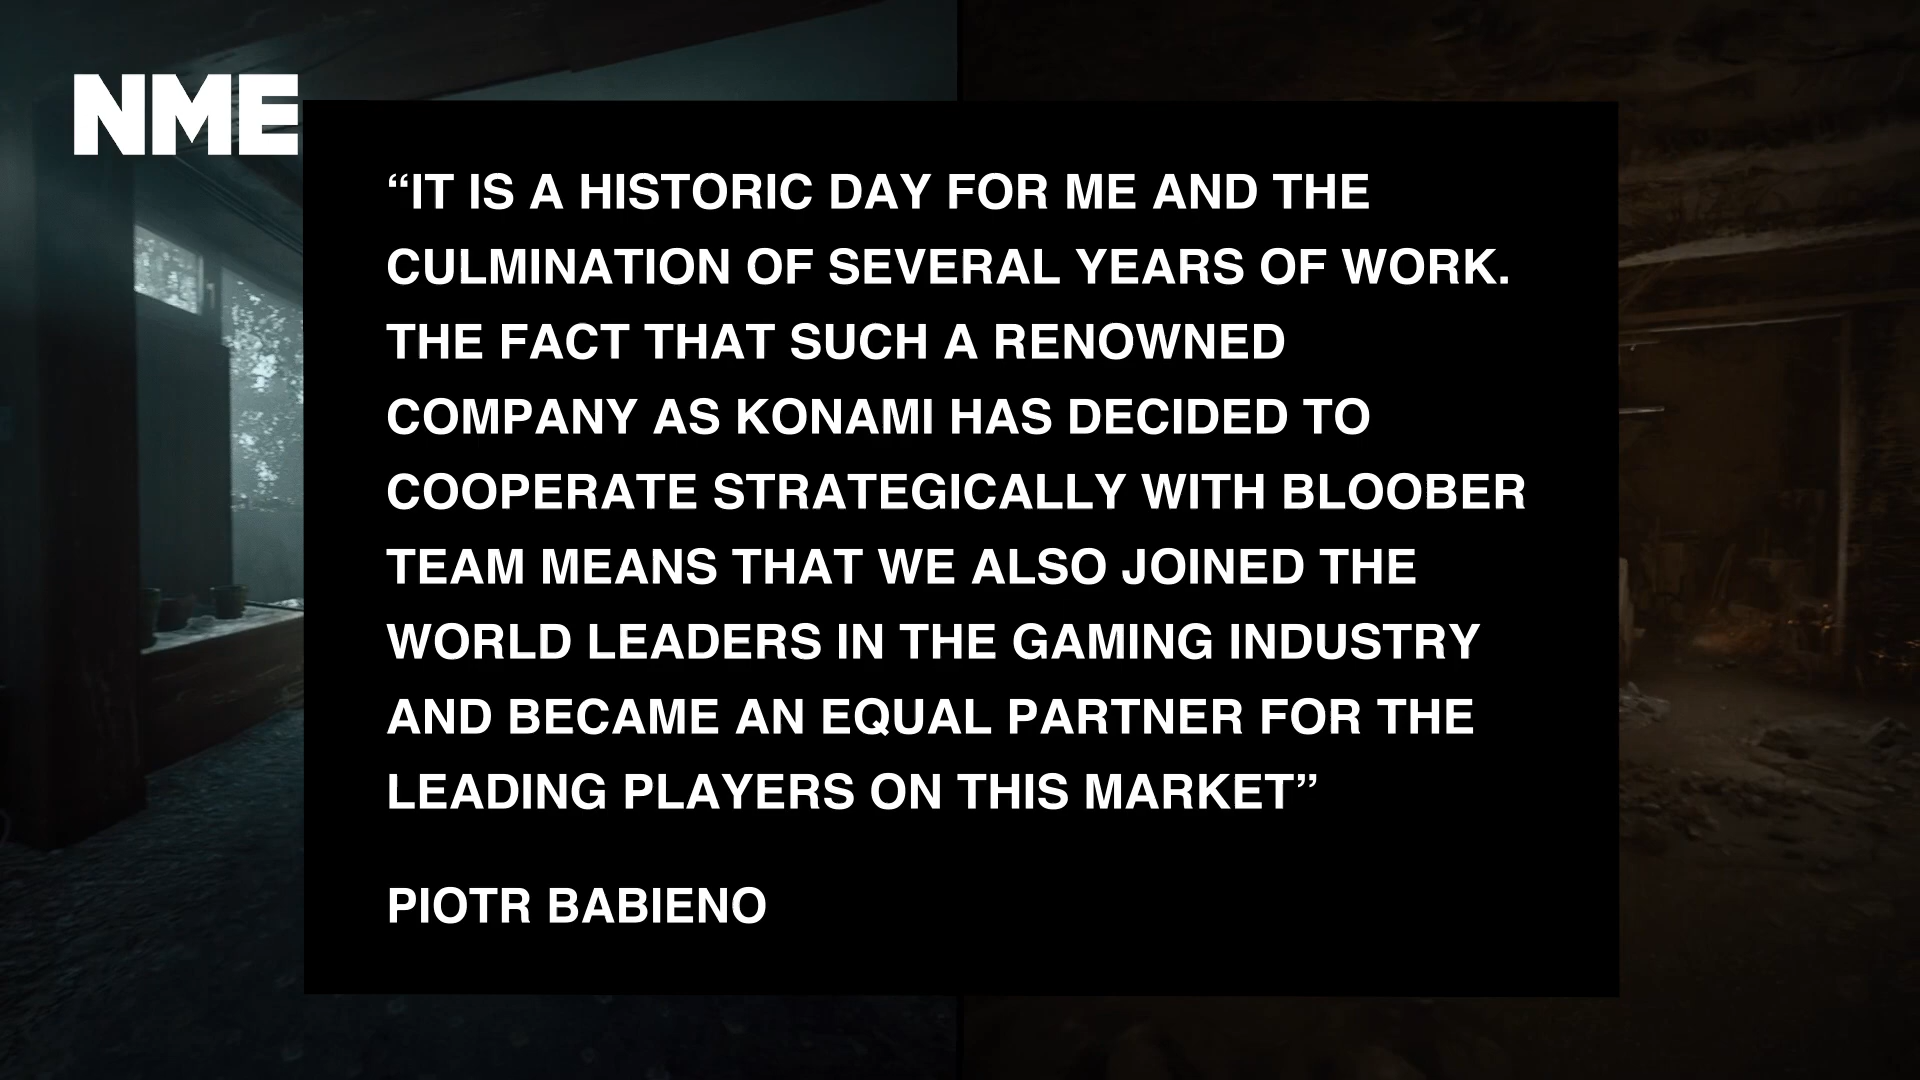 NME
“IT IS A HISTORIC DAY FOR ME AND THE
CULMINATION OF SEVERAL YEARS OF WORK.
THE FACT THAT SUCH A RENOWNED
COMPANY AS KONAMI HAS DECIDED TO
COOPERATE STRATEGICALLY WITH BLOOBER
TEAM MEANS THAT WE ALSO JOINED THE
WORLD LEADERS IN THE GAMING INDUSTRY
AND BECAME AN EQUAL PARTNER FOR THE
LEADING PLAYERS ON THIS MARKET”
PIOTR BABIENO